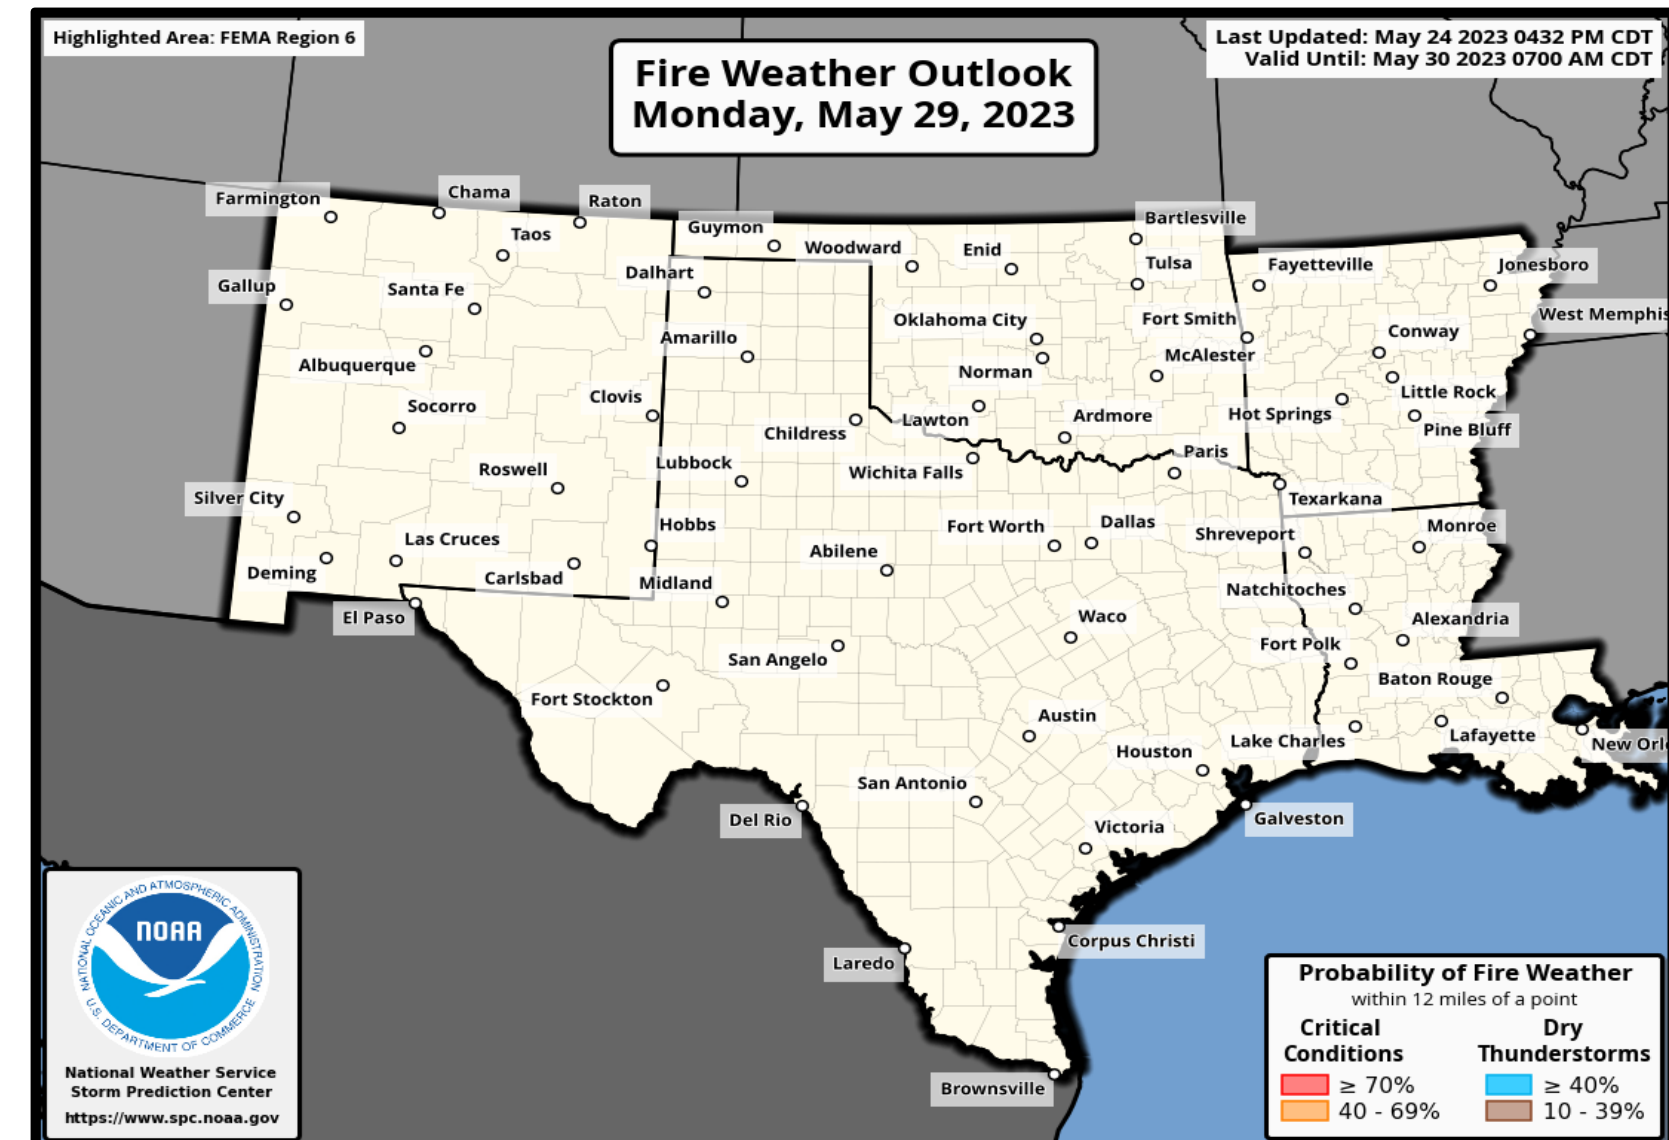 Highlighted Area: FEMA Region 6
Last Updated: May 24 2023 0432 PM CDT
Valid Until: May 30 2023 0700 AM CDT
Fire Weather Outlook
Monday, May 29, 2023
Farmington
Chama
Raton
Taos
Guymon
Woodward
Enid
Bartlesville
Tulsa
Fayetteville
Jonesboro
Gallup
Santa Fe
Dalhart
Oklahoma City
Fort Smith
West Memphis
Albuquerque
Amarillo
Norman
McAlester
Conway
Little Rock
Socorro
Clovis
Childress
Lawton
Ardmore
Hot Springs
Pine Bluff
Roswell
Lubbock
Wichita Falls
Paris
Texarkana
Silver City
Hobbs
Fort Worth
Dallas
Shreveport
Monroe
Las Cruces
Deming
Carlsbad
Midland
Abilene
Natchitoches
El Paso
Waco
Alexandria
San Angelo
Fort Polk
Fort Stockton
Baton Rouge
Austin
Houston
Lake Charles
Lafayette
New Orl
San Antonio
Del Rio
Victoria
Galveston
Corpus Christi
Laredo
Brownsville
NATIONAL OCEANIC AND ATMOSPHERIC ADMINISTRATION
NOAA
U.S. DEPARTMENT OF COMMERCE
National Weather Service
Storm Prediction Center
https://www.spc.noaa.gov
Probability of Fire Weather
within 12 miles of a point
Critical Conditions
Dry Thunderstorms
≥ 70%
≥ 40%
40 - 69%
10 - 39%